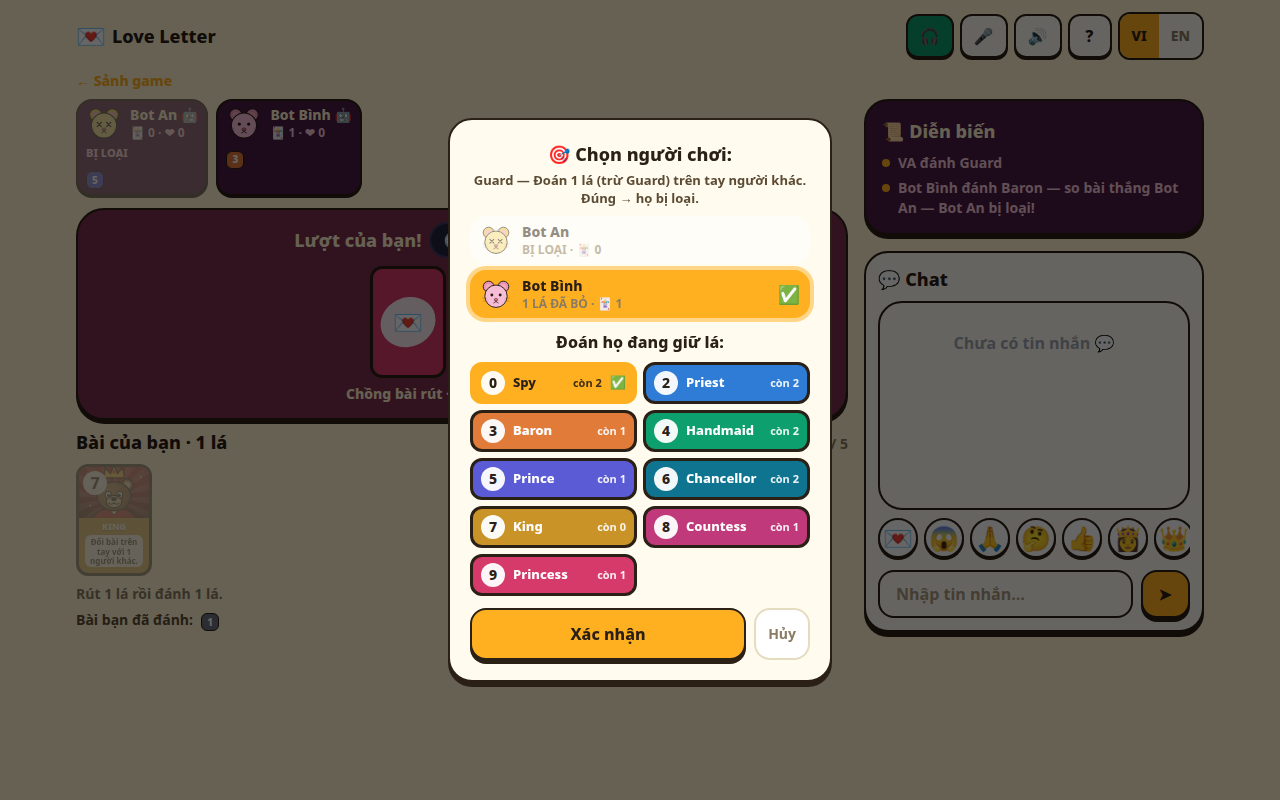 Love Letter
?
VI
EN
← Sảnh game
Bot An
0 · ❤ 0
BỊ LOẠI
5
Bot Bình
1 · ❤ 0
3
Lượt của bạn!
Chồng bài rút ·
Bài của bạn · 1 lá
/ 5
7
KING
Đổi bài trên
tay với 1
người khác.
Rút 1 lá rồi đánh 1 lá.
Bài bạn đã đánh: 1
Chọn người chơi:
Guard — Đoán 1 lá (trừ Guard) trên tay người khác.
Đúng → họ bị loại.
Bot An
BỊ LOẠI · 0
Bot Bình
1 LÁ ĐÃ BỎ · 1
Đoán họ đang giữ lá:
0 Spy còn 2
2 Priest còn 2
3 Baron còn 1
4 Handmaid còn 2
5 Prince còn 1
6 Chancellor còn 2
7 King còn 0
8 Countess còn 1
9 Princess còn 1
Xác nhận
Hủy
Diễn biến
VA đánh Guard
Bot Bình đánh Baron — so bài thắng Bot
An — Bot An bị loại!
Chat
Chưa có tin nhắn
Nhập tin nhắn...